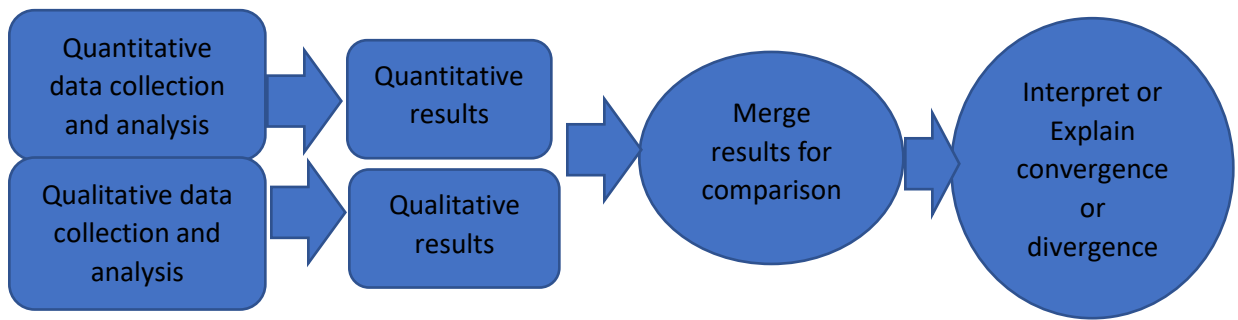 Quantitative
data collection
and analysis
Qualitative data
collection and
analysis
Quantitative
results
Qualitative
results
Merge
results for
comparison
Interpret or
Explain
convergence
or
divergence